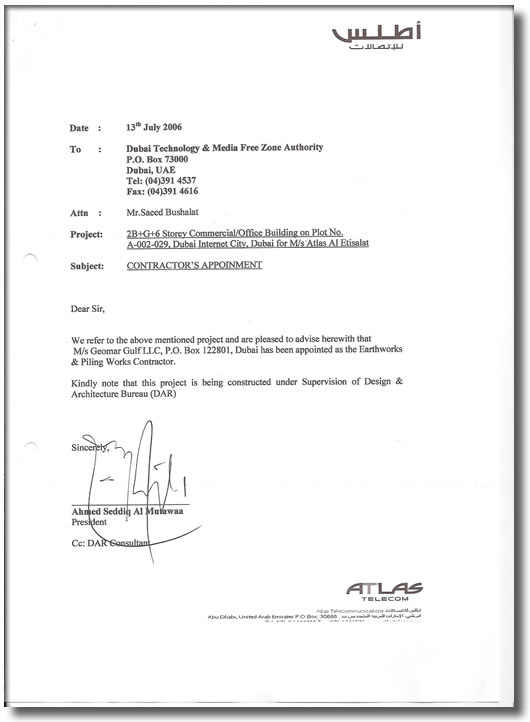 أطلس
للإتصالات
Date : 13th July 2006
To : Dubai Technology & Media Free Zone Authority
P.O. Box 73000
Dubai, UAE
Tel: (04)391 4537
Fax: (04)391 4616
Attn : Mr.Saeed Bushalat
Project: 2B+G+6 Storey Commercial/Office Building on Plot No.
A-002-029, Dubai Internet City, Dubai for M/s Atlas Al Etisalat
Subject: CONTRACTOR'S APPOINMENT
Dear Sir,
We refer to the above mentioned project and are pleased to advise herewith that
M/s Geomar Gulf LLC, P.O. Box 122801, Dubai has been appointed as the Earthworks
& Piling Works Contractor.
Kindly note that this project is being constructed under Supervision of Design &
Architecture Bureau (DAR)
Sincerely,
Ahmed Seddiq Al Mutawaa
President
Cc: DAR Consultant
ATLAS
TELECOM
Atlas Telecommunications أطلس للاتصالات
Abu Dhabi, United Arab Emirates P.O.Box, 30888